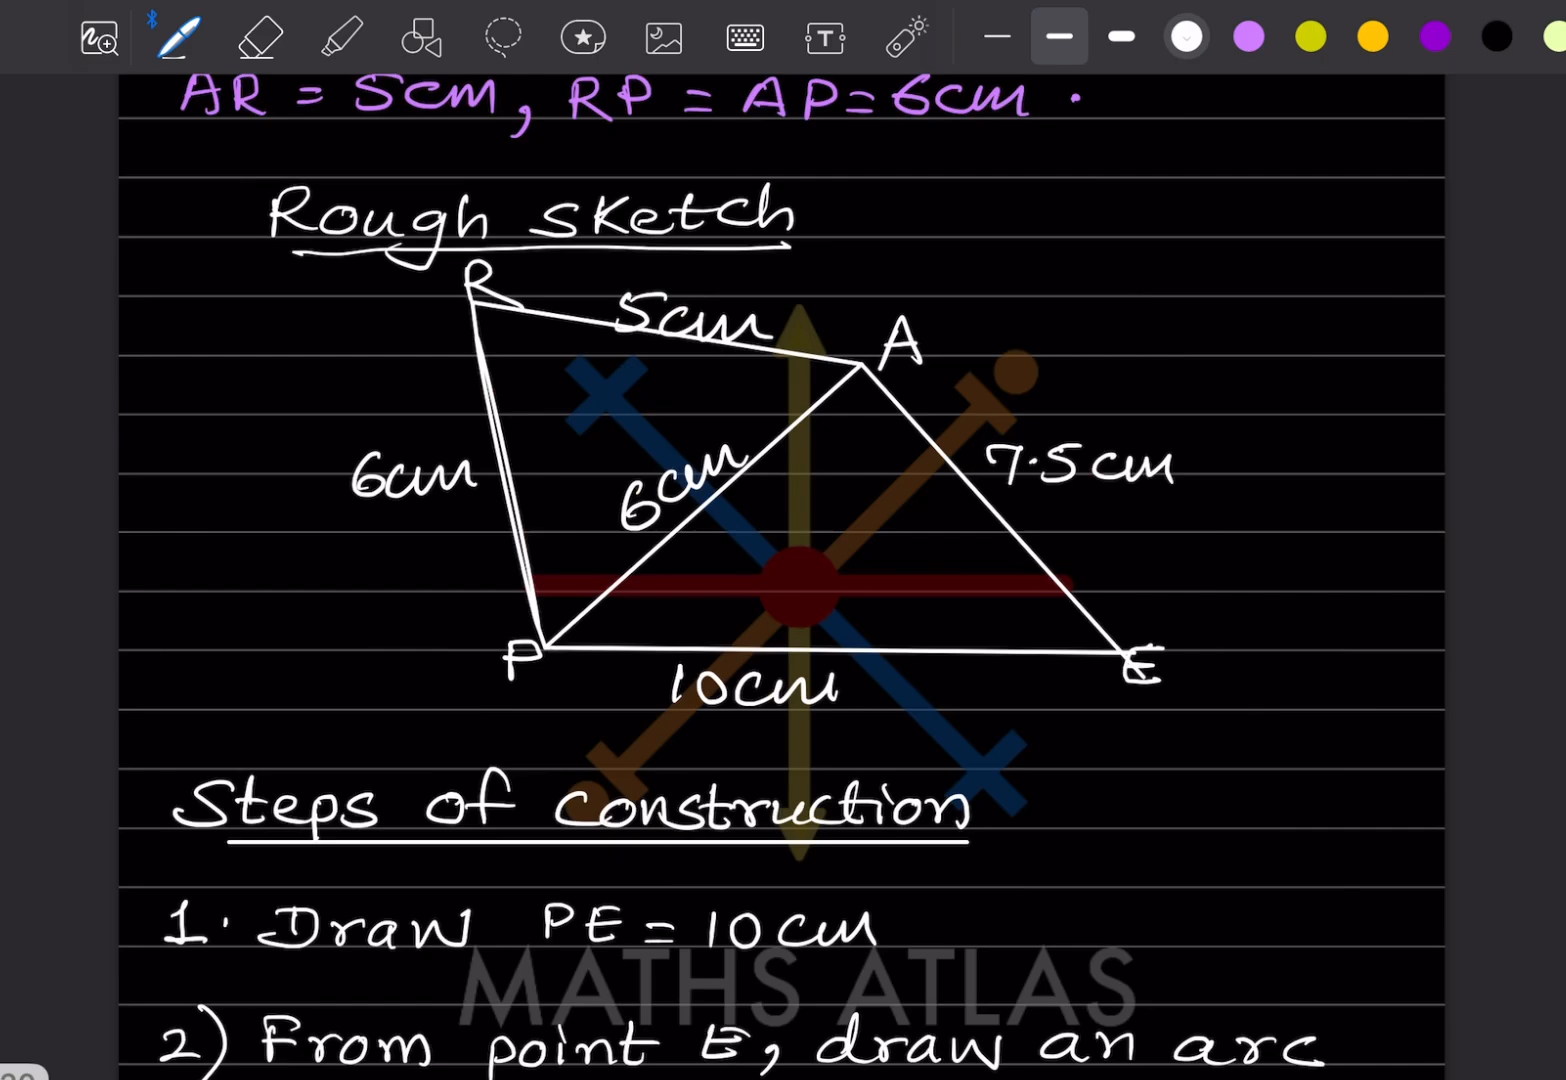 AR = 5cm, RP = AP = 6cm.
Rough sketch
R
5cm
A
6cm
6cm
7.5cm
P
E
10cm
Steps of construction
1. Draw PE = 10cm
MATHS ATLAS
2) From point E, draw an arc